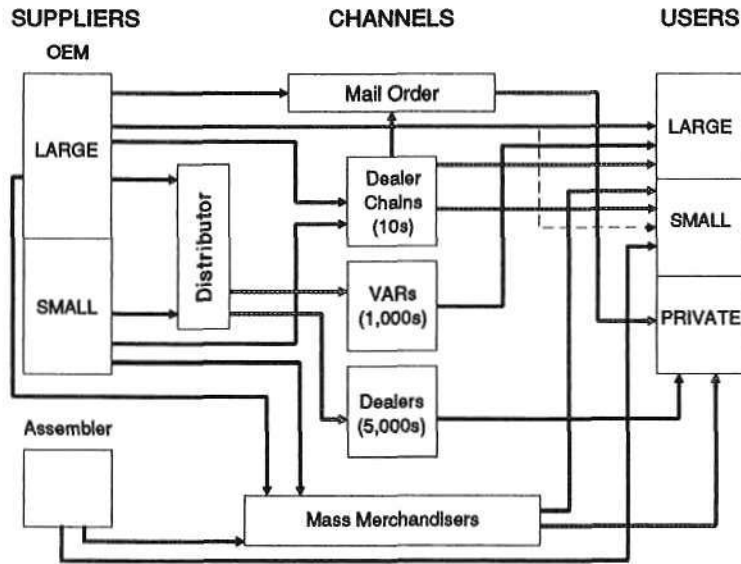 SUPPLIERS
CHANNELS
USERS
OEM
LARGE
SMALL
Assembler
Distributor
Mail Order
Dealer
Chains
(10s)
VARs
(1,000s)
Dealers
(5,000s)
Mass Merchandisers
LARGE
SMALL
PRIVATE